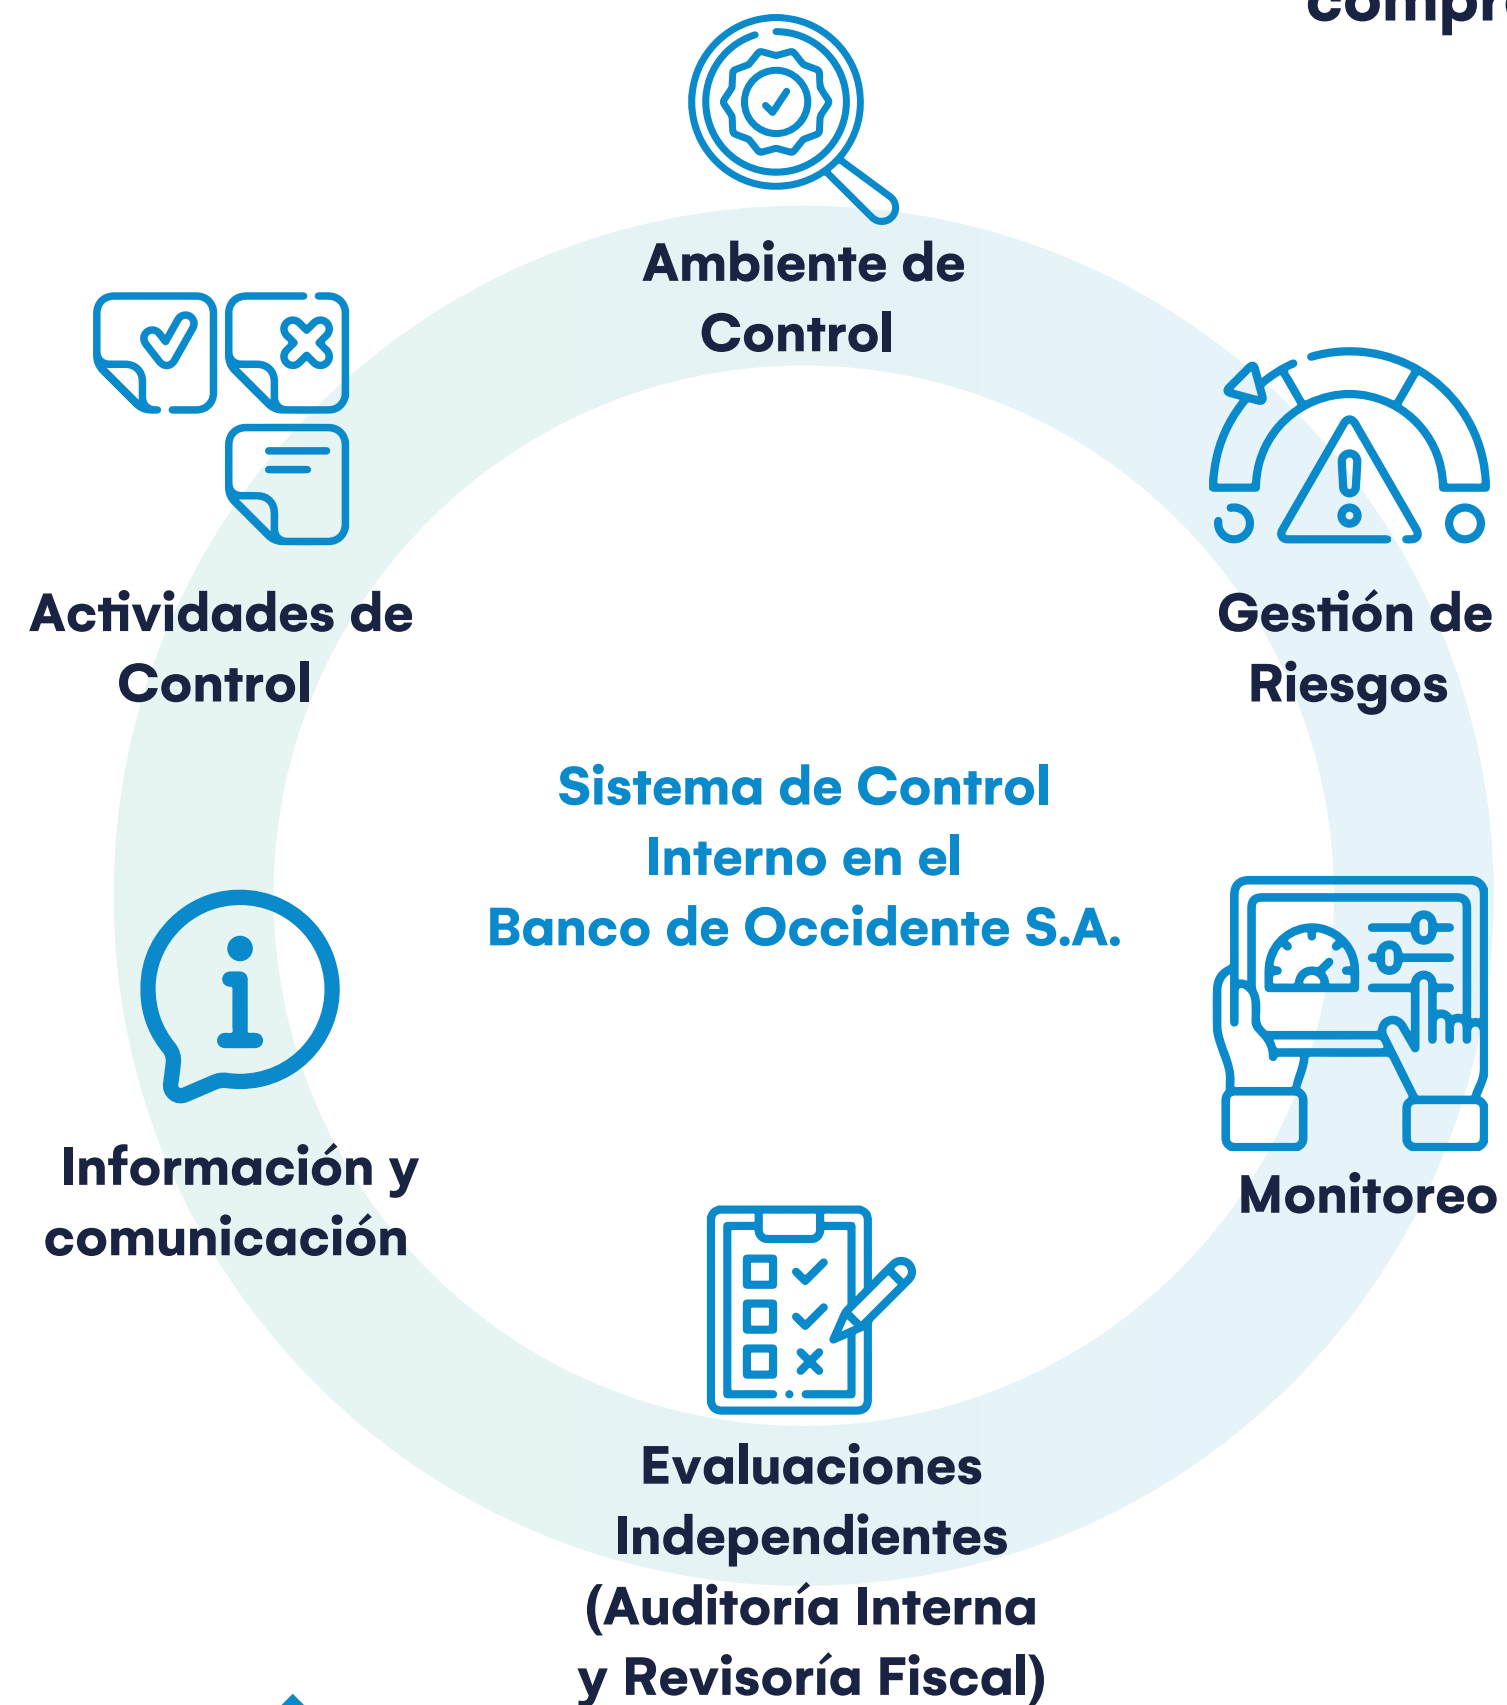 Ambiente de
Control
Actividades de
Control
Gestión de
Riesgos
Sistema de Control
Interno en el
Banco de Occidente S.A.
Información y
comunicación
Monitoreo
Evaluaciones
Independientes
(Auditoría Interna
y Revisoría Fiscal)